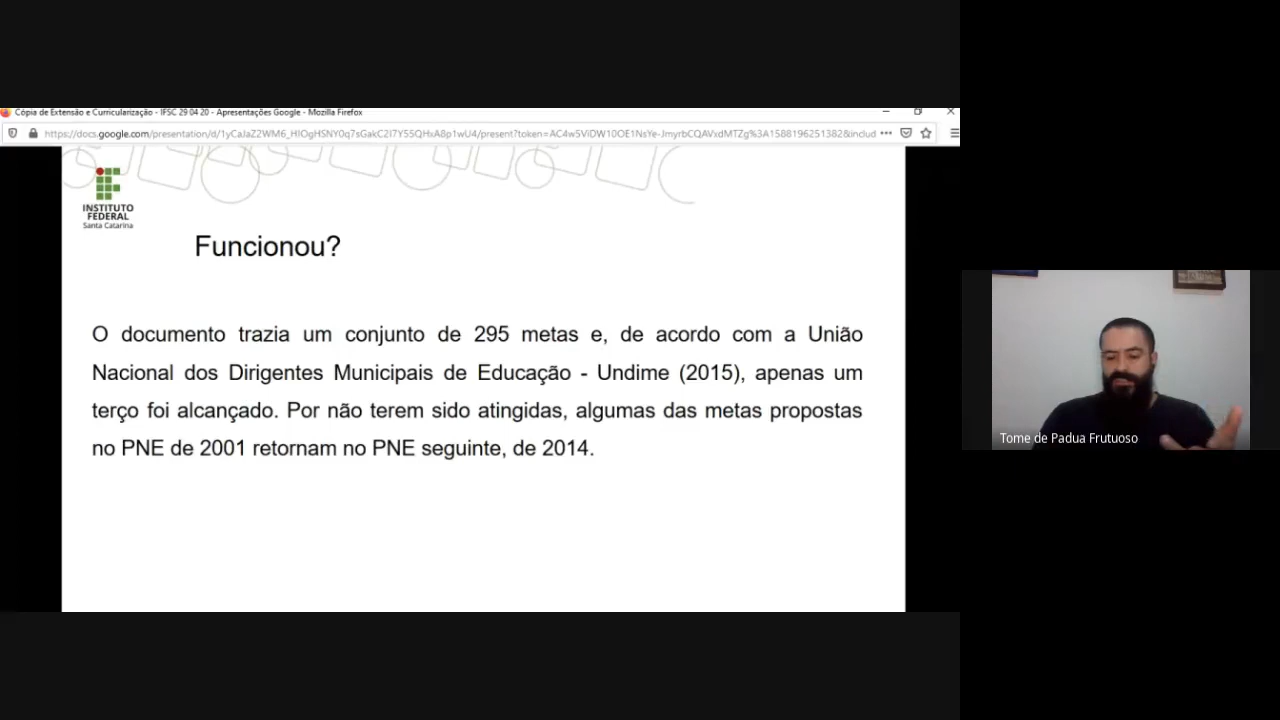 Cópia de Extensão e Curricularização - IFSC 29 04 20 - Apresentações Google - Mozilla Firefox
INSTITUTO
FEDERAL
Santa Catarina
Funcionou?
O documento trazia um conjunto de 295 metas e, de acordo com a União
Nacional dos Dirigentes Municipais de Educação - Undime (2015), apenas um
terço foi alcançado. Por não terem sido atingidas, algumas das metas propostas
no PNE de 2001 retornam no PNE seguinte, de 2014.
Tome de Padua Frutuoso